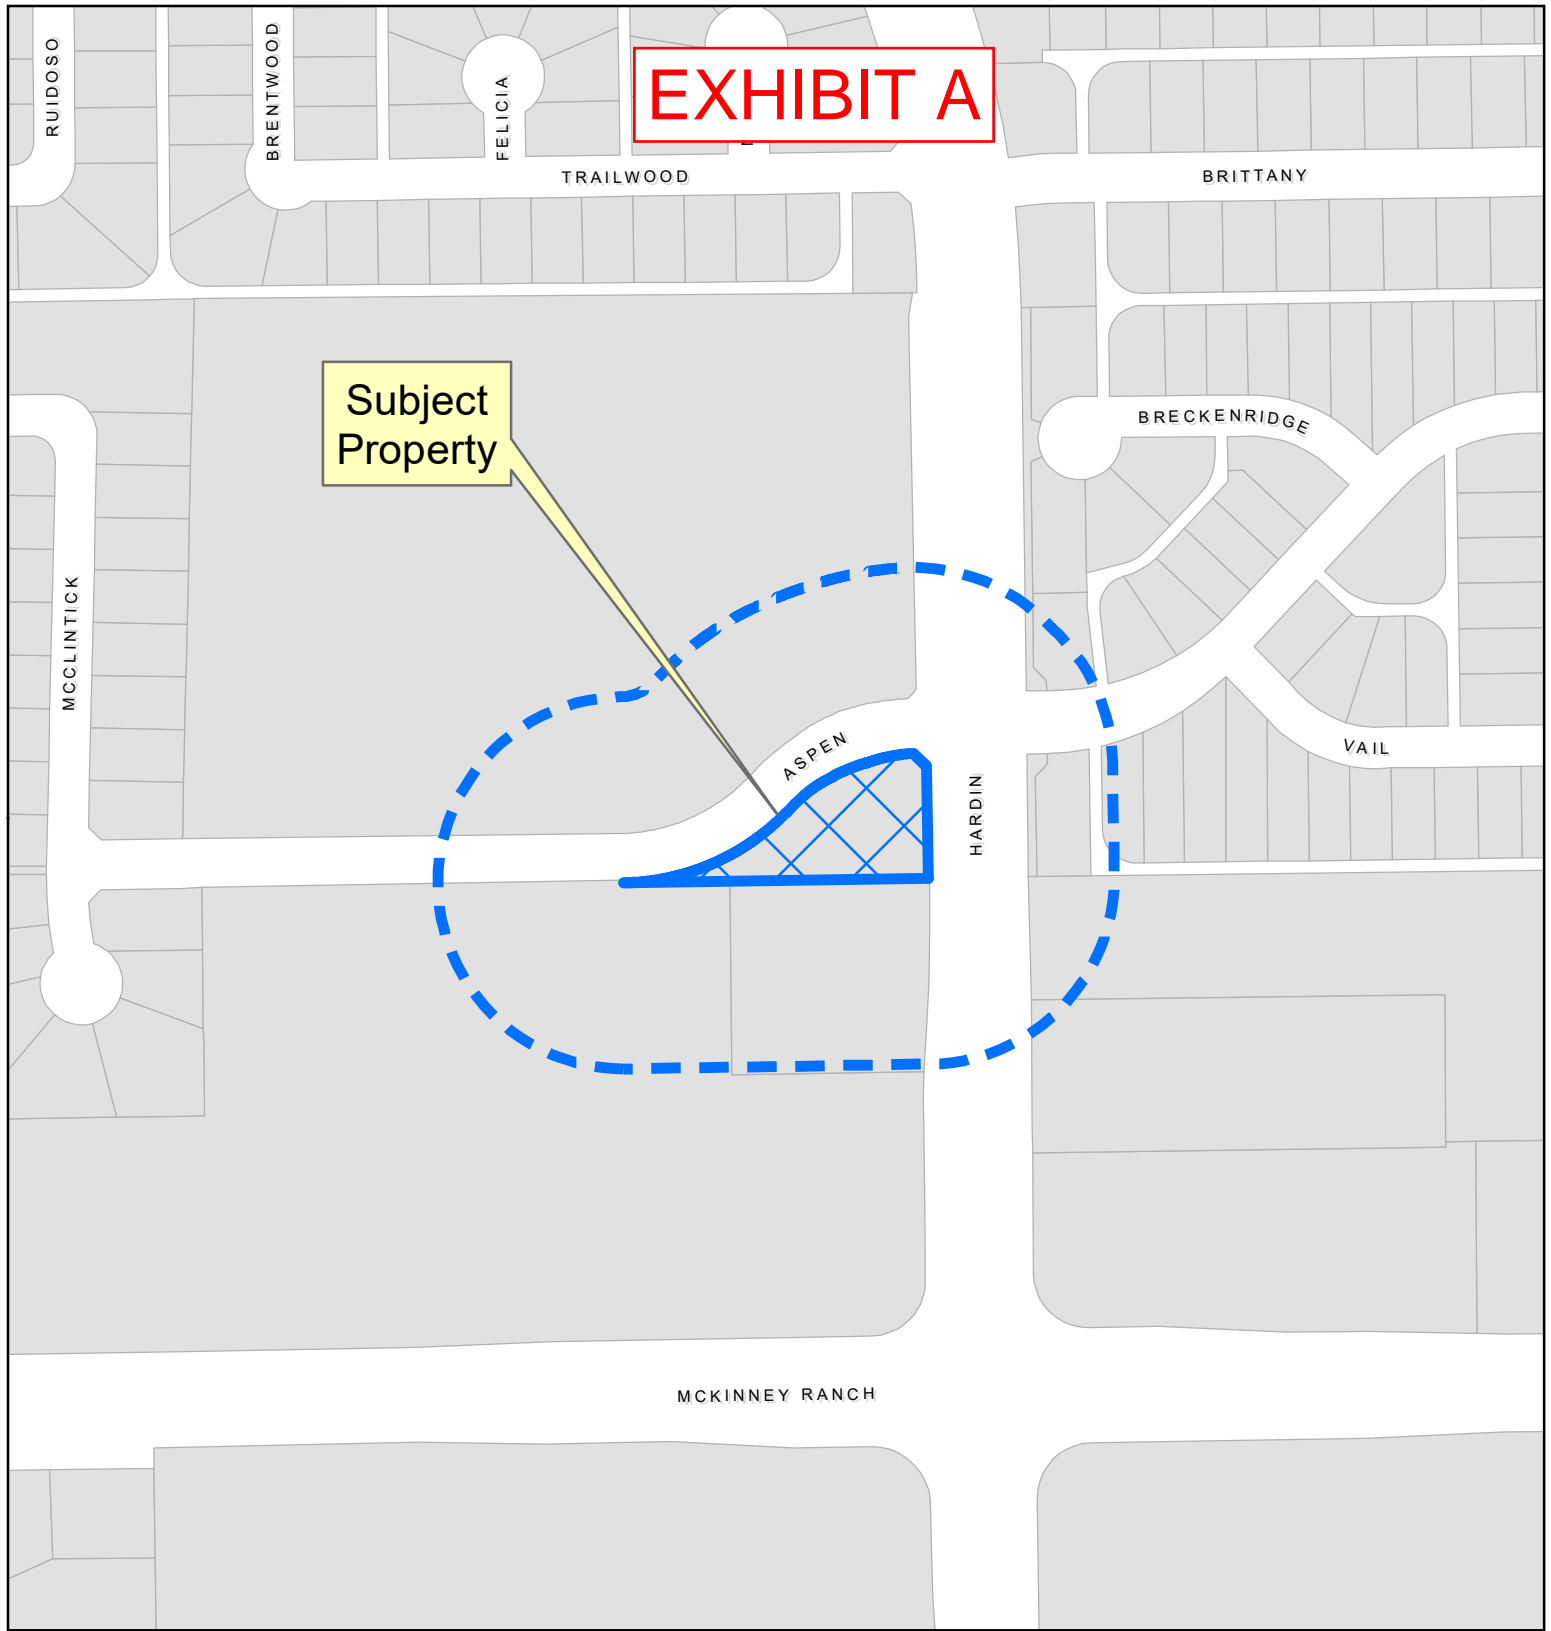 EXHIBIT A
RUIDOSO
BRENTWOOD
FELICIA
TRAILWOOD
BRITTANY
Subject
Property
BRECKENRIDGE
MCCLINTICK
ASPEN
HARDIN
VAIL
MCKINNEY RANCH